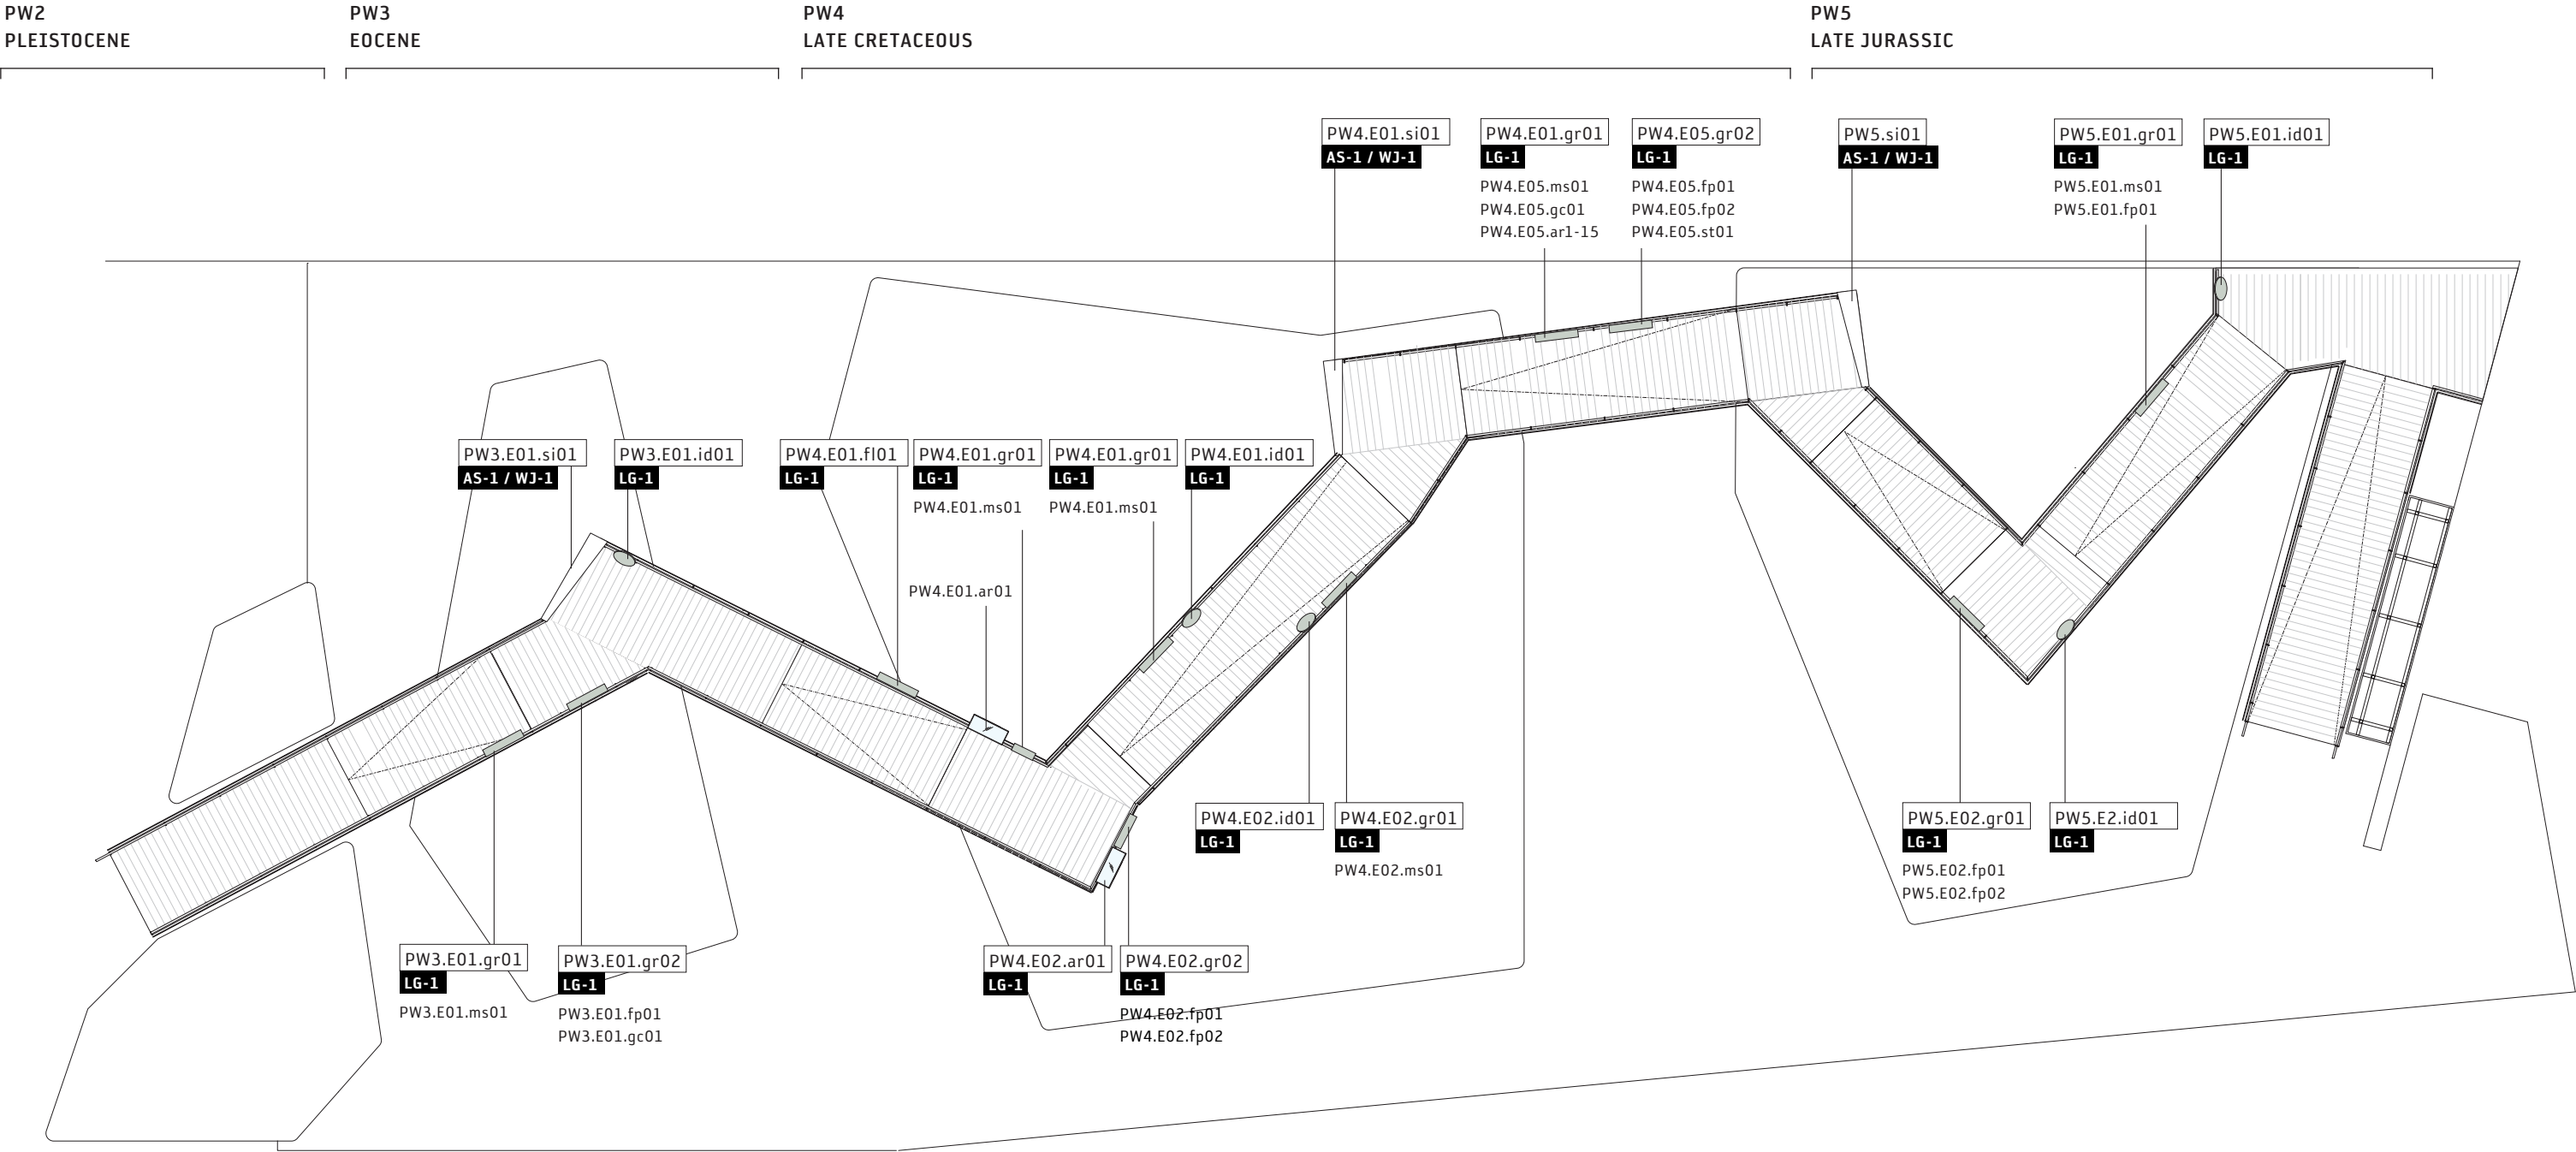 PW2
PLEISTOCENE
PW3
EOCENE
PW4
LATE CRETACEOUS
PW5
LATE JURASSIC
PW4.E01.si01
AS-1 / WJ-1
PW4.E01.gr01
LG-1
PW4.E05.ms01
PW4.E05.gc01
PW4.E05.ar1-15
PW4.E05.gr02
LG-1
PW4.E05.fp01
PW4.E05.fp02
PW4.E05.st01
PW5.si01
AS-1 / WJ-1
PW5.E01.gr01
LG-1
PW5.E01.ms01
PW5.E01.fp01
PW5.E01.id01
LG-1
PW3.E01.si01
AS-1 / WJ-1
PW3.E01.id01
LG-1
PW4.E01.fl01
LG-1
PW4.E01.gr01
LG-1
PW4.E01.ms01
PW4.E01.gr01
LG-1
PW4.E01.ms01
PW4.E01.id01
LG-1
PW4.E01.ar01
PW4.E02.id01
LG-1
PW4.E02.gr01
LG-1
PW4.E02.ms01
PW5.E02.gr01
LG-1
PW5.E02.fp01
PW5.E02.fp02
PW5.E2.id01
LG-1
PW3.E01.gr01
LG-1
PW3.E01.ms01
PW3.E01.gr02
LG-1
PW3.E01.fp01
PW3.E01.gc01
PW4.E02.ar01
LG-1
PW4.E02.gr02
LG-1
PW4.E02.fp01
PW4.E02.fp02